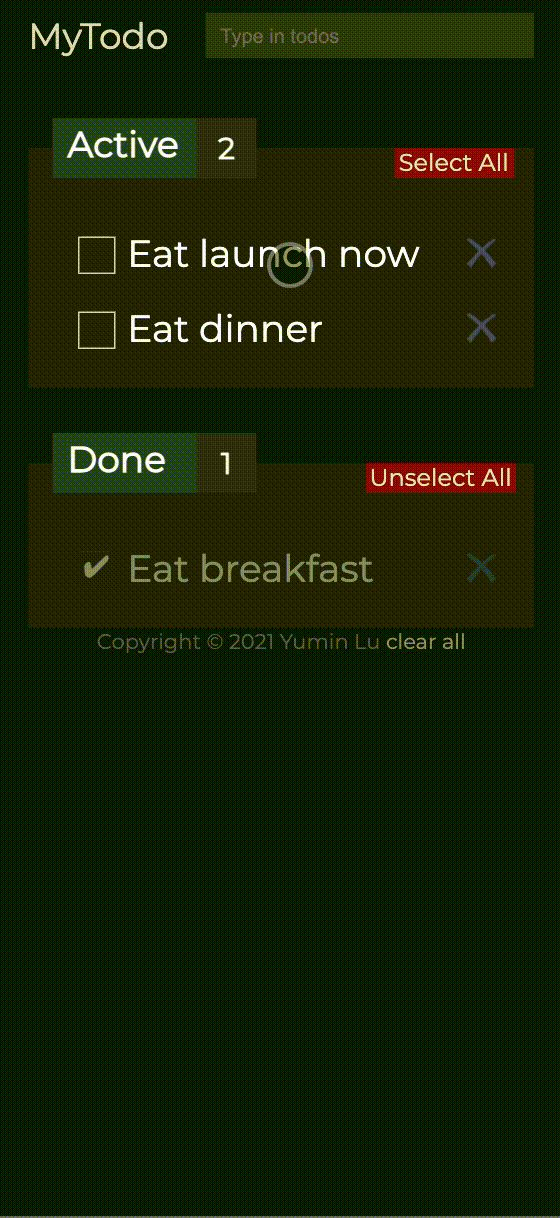 MyTodo Type in todos
Active 2
Select All
Eat launch now
Eat dinner
Done 1
Unselect All
✔ Eat breakfast
Copyright © 2021 Yumin Lu clear all